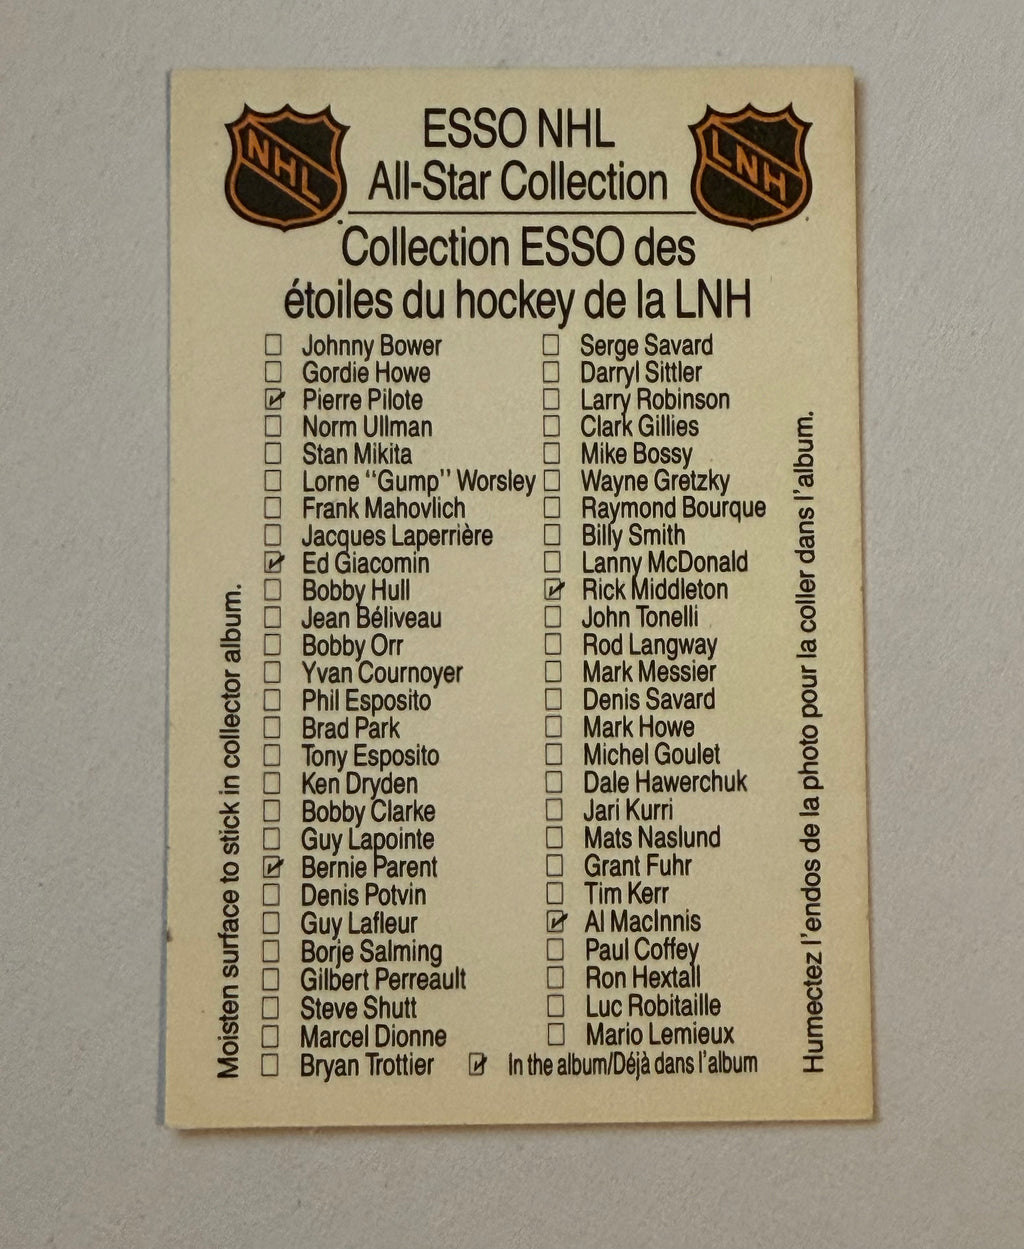 NHL
ESSO NHL
All-Star Collection
LNH
Collection ESSO des
étoiles du hockey de la LNH
Johnny Bower
Gordie Howe
Pierre Pilote
Norm Ullman
Stan Mikita
Lorne “Gump” Worsley
Frank Mahovlich
Jacques Laperrière
Ed Giacomin
Bobby Hull
Jean Béliveau
Bobby Orr
Yvan Cournoyer
Phil Esposito
Brad Park
Tony Esposito
Ken Dryden
Bobby Clarke
Guy Lapointe
Bernie Parent
Denis Potvin
Guy Lafleur
Borje Salming
Gilbert Perreault
Steve Shutt
Marcel Dionne
Bryan Trottier
Serge Savard
Darryl Sittler
Larry Robinson
Clark Gillies
Mike Bossy
Wayne Gretzky
Raymond Bourque
Billy Smith
Lanny McDonald
Rick Middleton
John Tonelli
Rod Langway
Mark Messier
Denis Savard
Mark Howe
Michel Goulet
Dale Hawerchuk
Jari Kurri
Mats Naslund
Grant Fuhr
Tim Kerr
Al MacInnis
Paul Coffey
Ron Hextall
Luc Robitaille
Mario Lemieux
In the album/Déjà dans l'album
Moisten surface to stick in collector album.
Humectez l'endos de la photo pour la coller dans l'album.